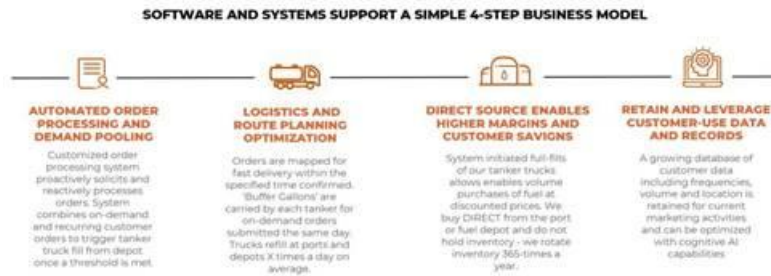 SOFTWARE AND SYSTEMS SUPPORT A SIMPLE 4-STEP BUSINESS MODEL
AUTOMATED ORDER
PROCESSING AND
DEMAND POOLING
Customized order
processing system
proactively solicits and
reactively processes
orders. System
combines on-demand
and recurring customer
orders to trigger tanker
truck fill from depot
once a threshold is met.
LOGISTICS AND
ROUTE PLANNING
OPTIMIZATION
Orders are mapped for
fast delivery within the
specified time confirmed.
'Buffer Gallons' are
carried by each tanker for
on-demand orders
submitted the same day.
Trucks refill at ports and
depots X times a day on
average.
DIRECT SOURCE ENABLES
HIGHER MARGINS AND
CUSTOMER SAVIGNS
System initiated full-fills
of our tanker trucks
allows enables volume
purchases of fuel at
discounted prices. We
buy DIRECT from the port
or fuel depot and do not
hold inventory - we rotate
inventory 365-times a
year.
RETAIN AND LEVERAGE
CUSTOMER-USE DATA
AND RECORDS
A growing database of
customer data
including frequencies,
volume and location is
retained for current
marketing activities
and can be optimized
with cognitive AI
capabilities